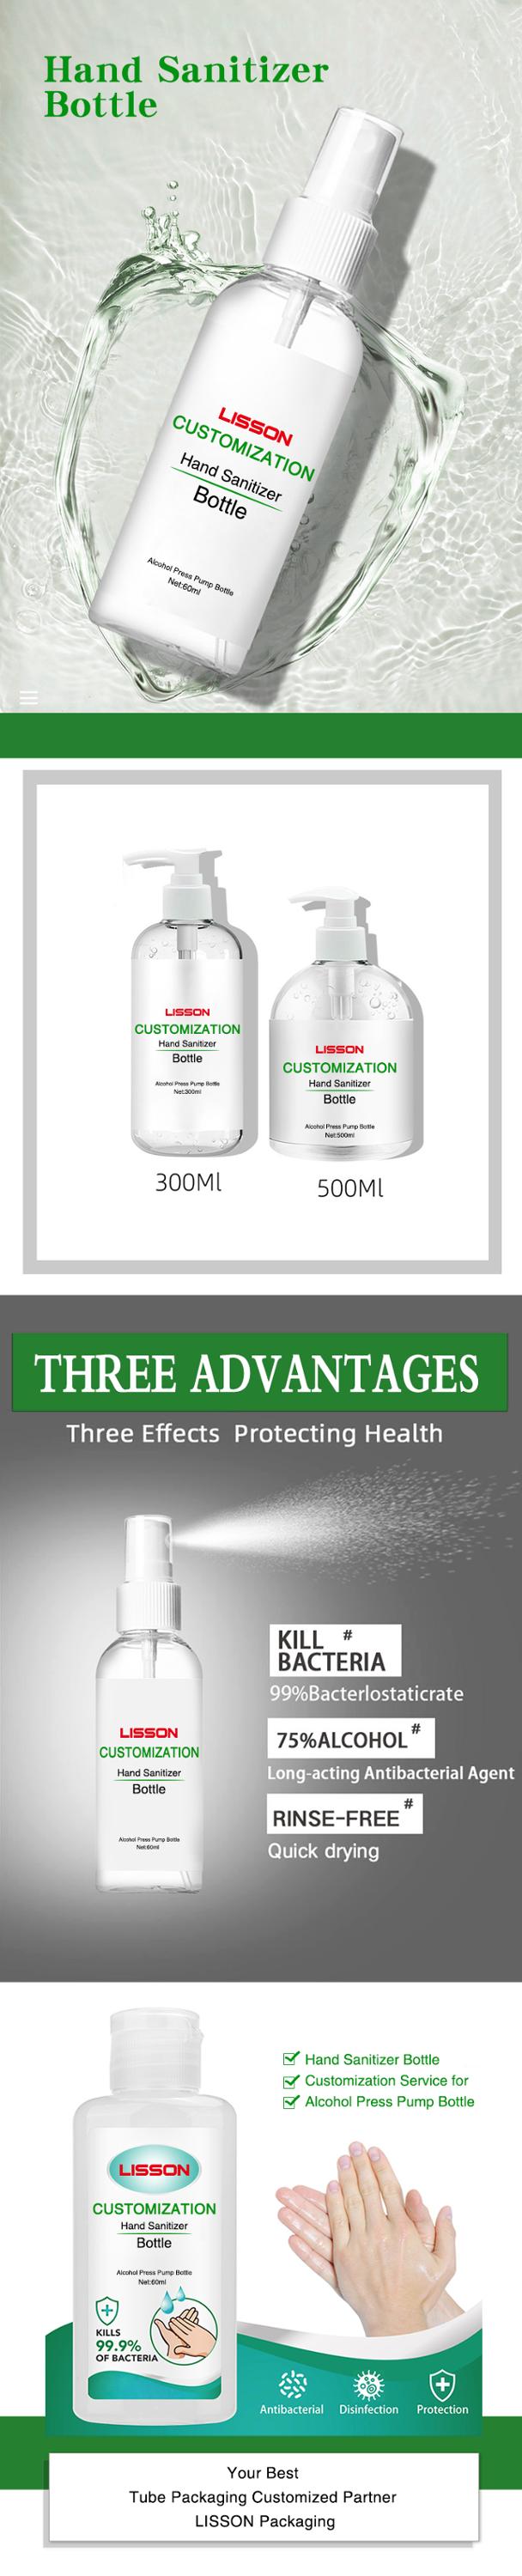 Hand Sanitizer
Bottle
LISSON
CUSTOMIZATION
Hand Sanitizer
Bottle
Alcohol Press Pump Bottle
Net:60ml
LISSON
CUSTOMIZATION
Hand Sanitizer
Bottle
Alcohol Press Pump Bottle
Net:300ml
300Ml
LISSON
CUSTOMIZATION
Hand Sanitizer
Bottle
Alcohol Press Pump Bottle
Net:500ml
500Ml
THREE ADVANTAGES
Three Effects Protecting Health
LISSON
CUSTOMIZATION
Hand Sanitizer
Bottle
Alcohol Press Pump Bottle
Net:60ml
KILL #
BACTERIA
99%Bacterlostaticrate
75%ALCOHOL #
Long-acting Antibacterial Agent
RINSE-FREE #
Quick drying
Hand Sanitizer Bottle
Customization Service for
Alcohol Press Pump Bottle
LISSON
CUSTOMIZATION
Hand Sanitizer
Bottle
Alcohol Press Pump Bottle
Net:60ml
KILLS
99.9%
OF BACTERIA
Antibacterial
Disinfection
Protection
Your Best
Tube Packaging Customized Partner
LISSON Packaging